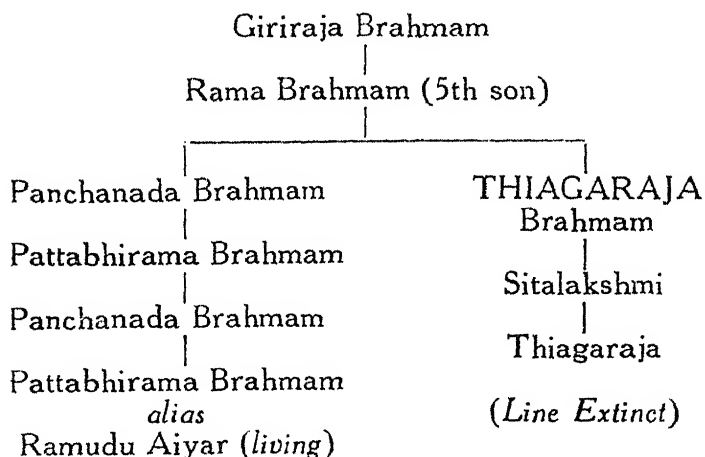 Giriraja Brahmam
Rama Brahmam (5th son)
Panchanada Brahmam
Pattabhirama Brahmam
Panchanada Brahmam
Pattabhirama Brahmam
alias
Ramudu Aiyar (living)
THIAGARAJA
Brahmam
Sitalakshmi
Thiagaraja
(Line Extinct)